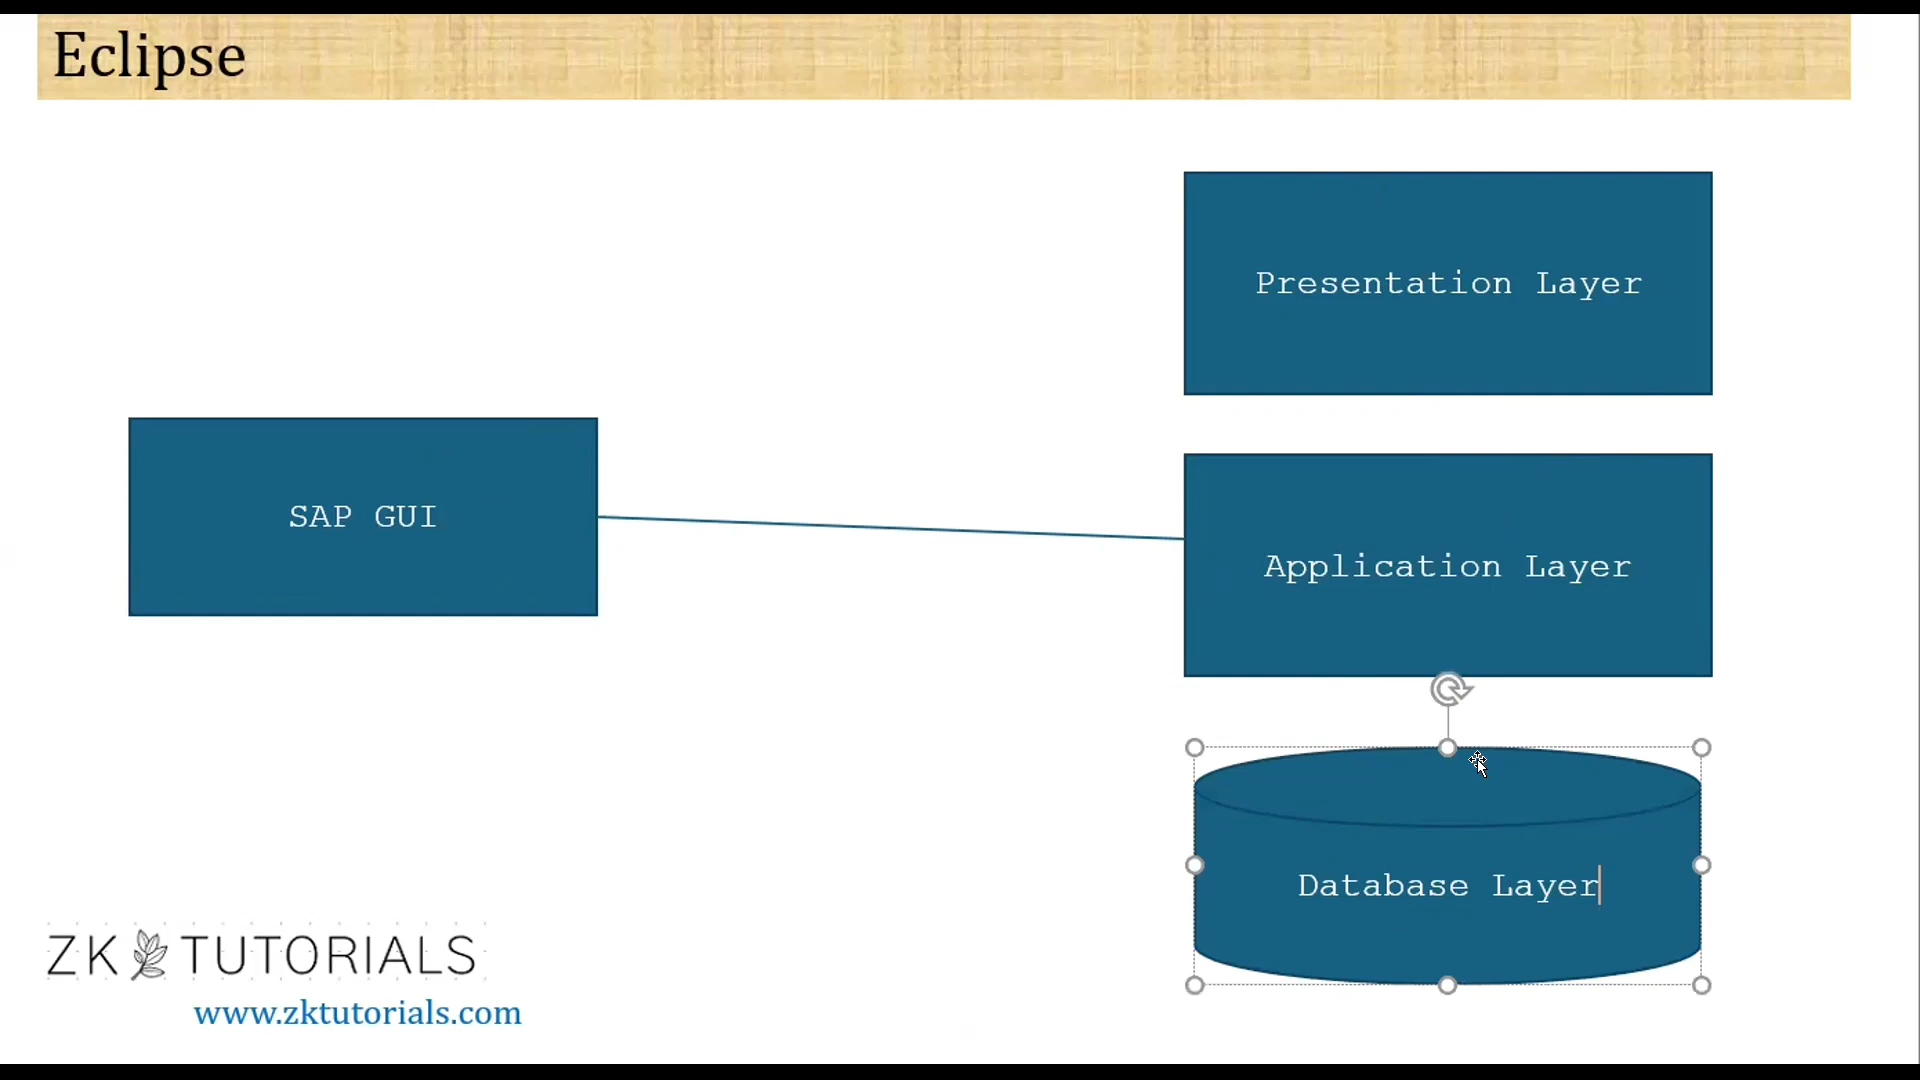 Eclipse
Presentation Layer
SAP GUI
Application Layer
Database Layer
ZK TUTORIALS
www.zktutorials.com